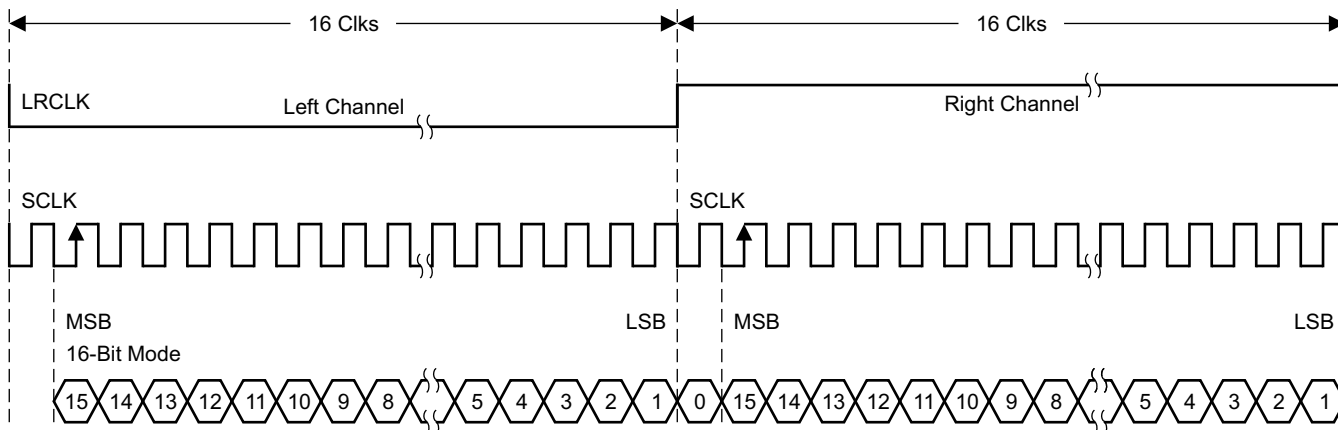 16 Clks 16 Clks
LRCLK Left Channel Right Channel
SCLK SCLK
MSB LSB MSB LSB
16-Bit Mode
15 14 13 12 11 10 9 8 5 4 3 2 1 0 15 14 13 12 11 10 9 8 5 4 3 2 1